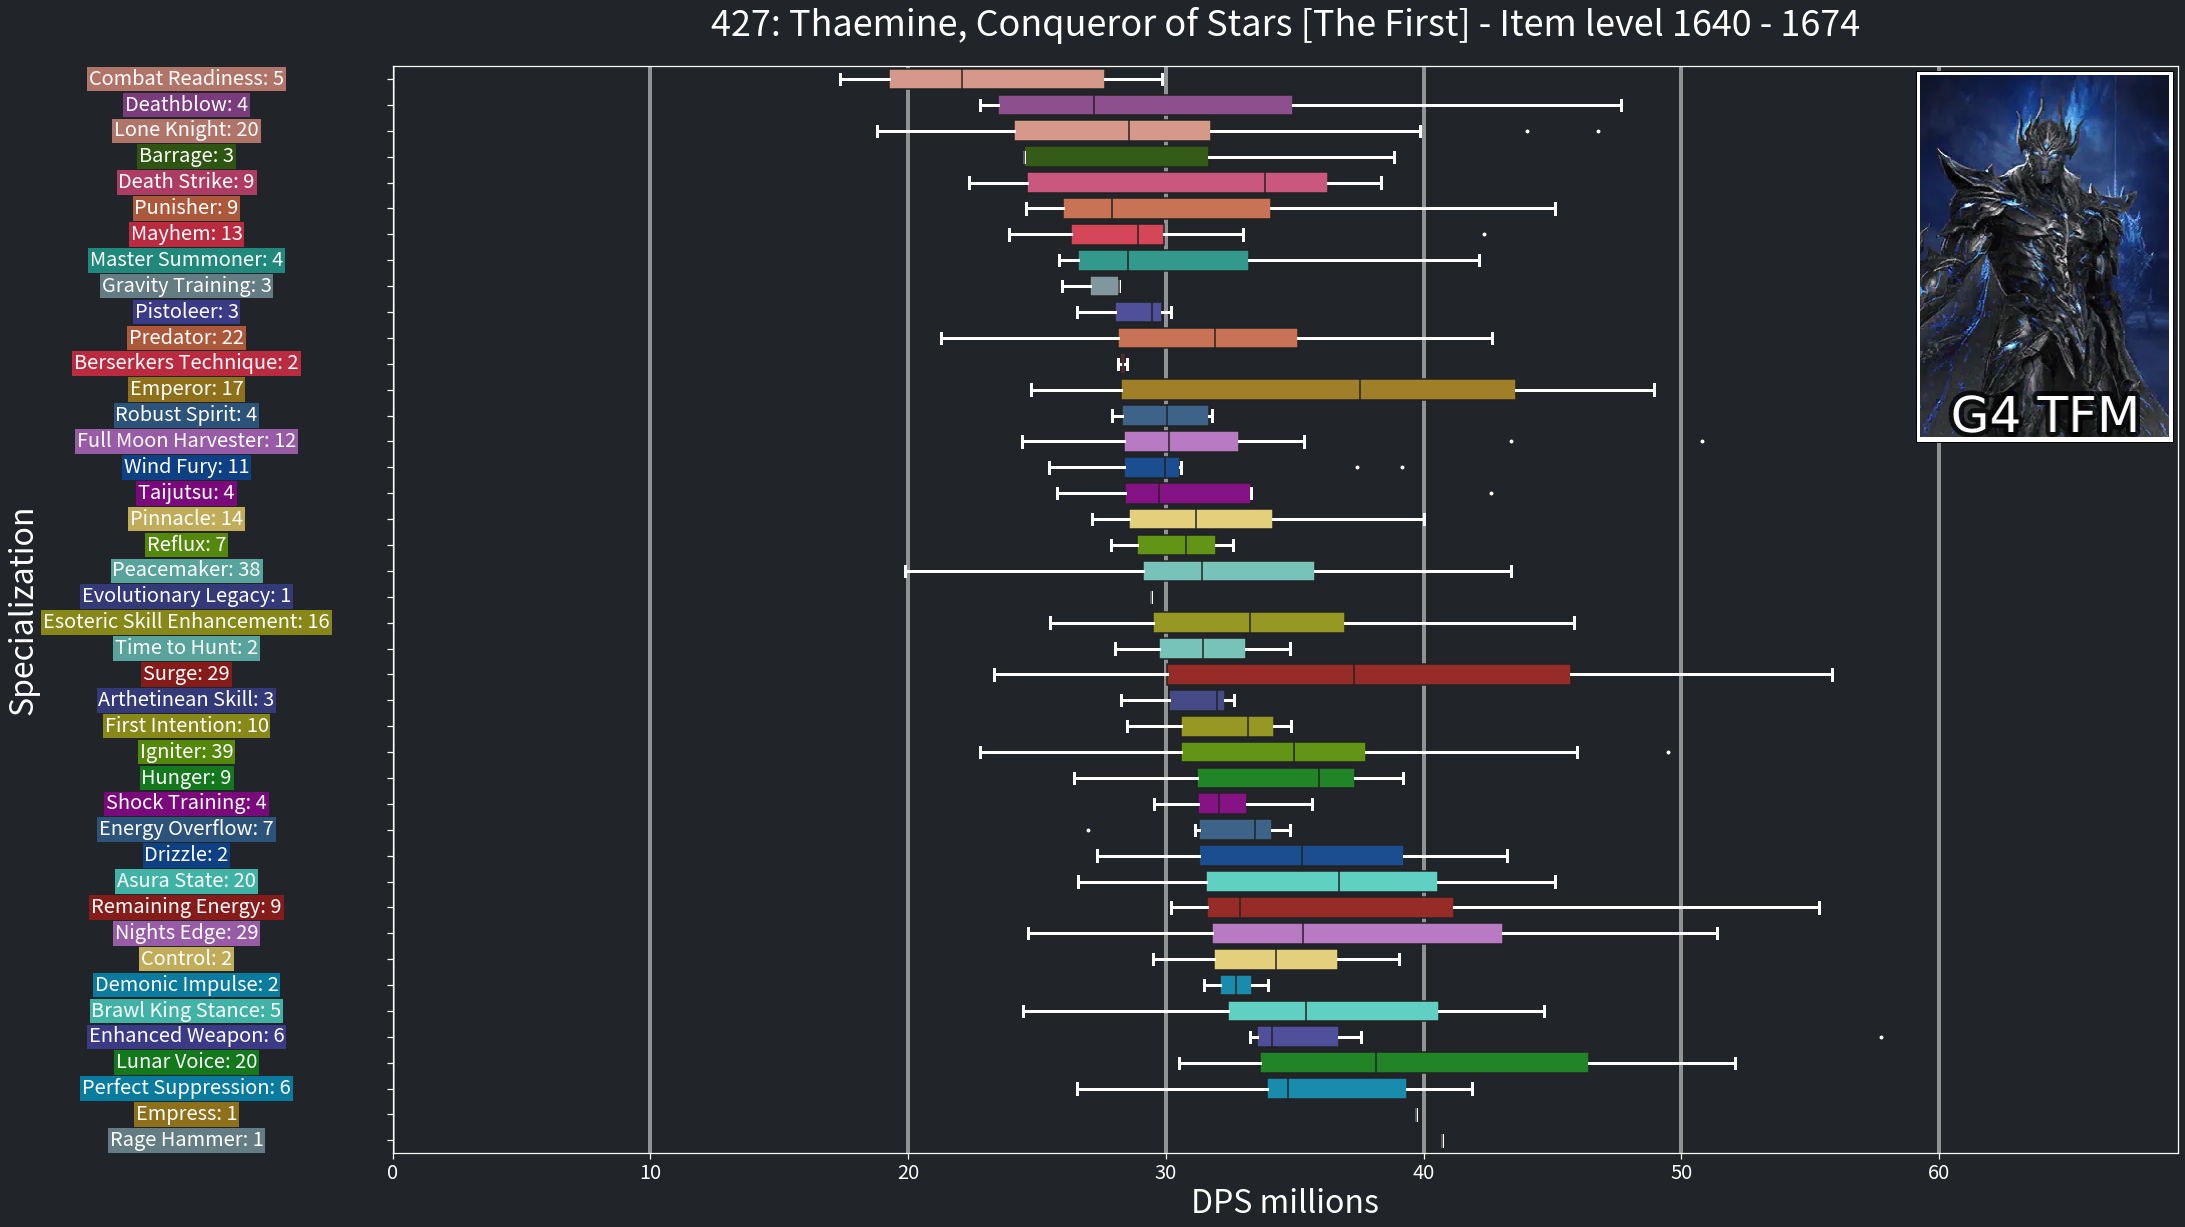 427: Thaemine, Conqueror of Stars [The First] - Item level 1640 - 1674
Combat Readiness: 5
Deathblow: 4
Lone Knight: 20
Barrage: 3
Death Strike: 9
Punisher: 9
Mayhem: 13
Master Summoner: 4
Gravity Training: 3
Pistoleer: 3
Predator: 22
Berserkers Technique: 2
Emperor: 17
Robust Spirit: 4
Full Moon Harvester: 12
Wind Fury: 11
Taijutsu: 4
Pinnacle: 14
Reflux: 7
Peacemaker: 38
Evolutionary Legacy: 1
Esoteric Skill Enhancement: 16
Time to Hunt: 2
Surge: 29
Arthetinean Skill: 3
First Intention: 10
Igniter: 39
Hunger: 9
Shock Training: 4
Energy Overflow: 7
Drizzle: 2
Asura State: 20
Remaining Energy: 9
Nights Edge: 29
Control: 2
Demonic Impulse: 2
Brawl King Stance: 5
Enhanced Weapon: 6
Lunar Voice: 20
Perfect Suppression: 6
Empress: 1
Rage Hammer: 1
Specialization
G4 TFM
0 10 20 30 40 50 60
DPS millions